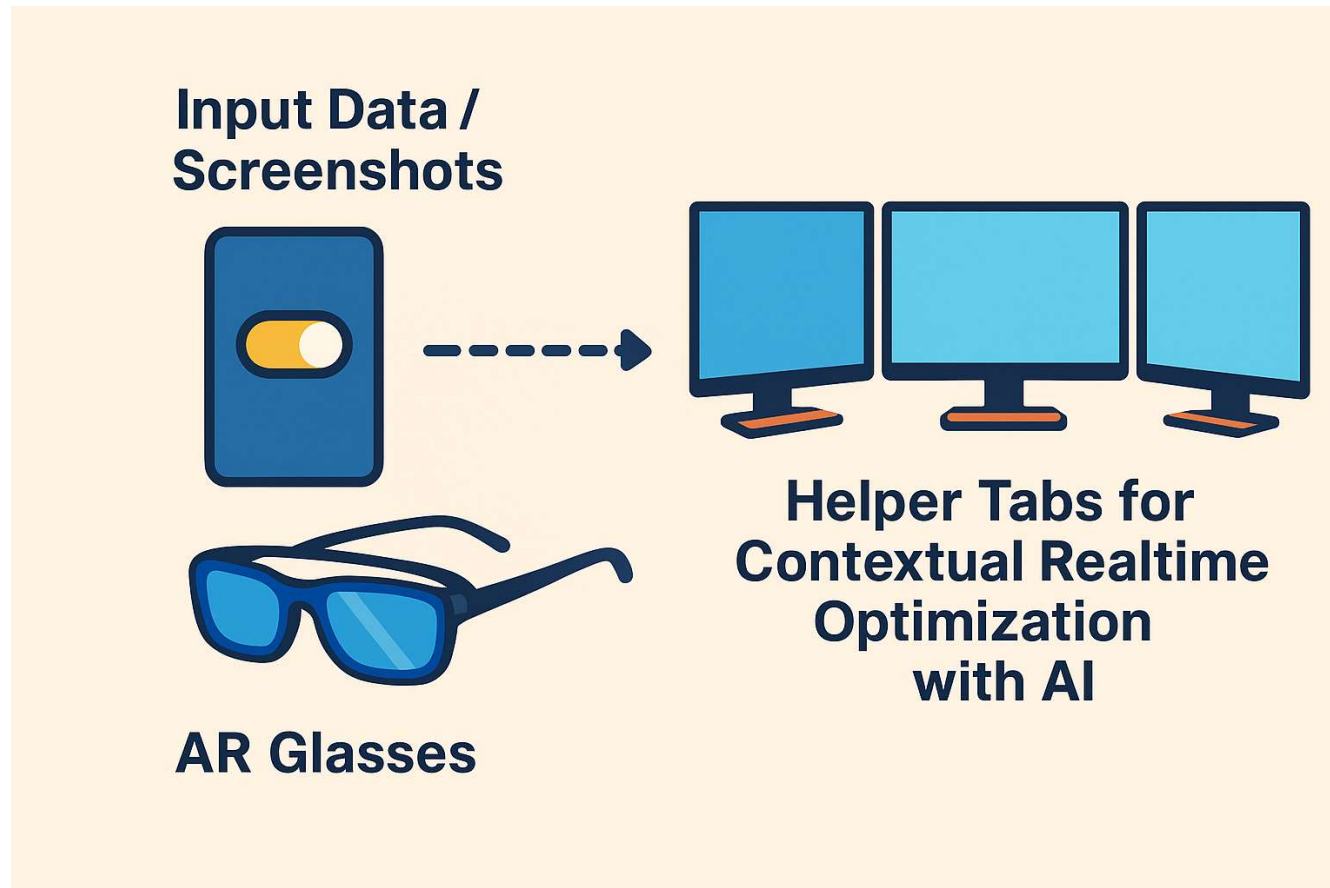 Input Data /
Screenshots
AR Glasses
Helper Tabs for
Contextual Realtime
Optimization
with AI